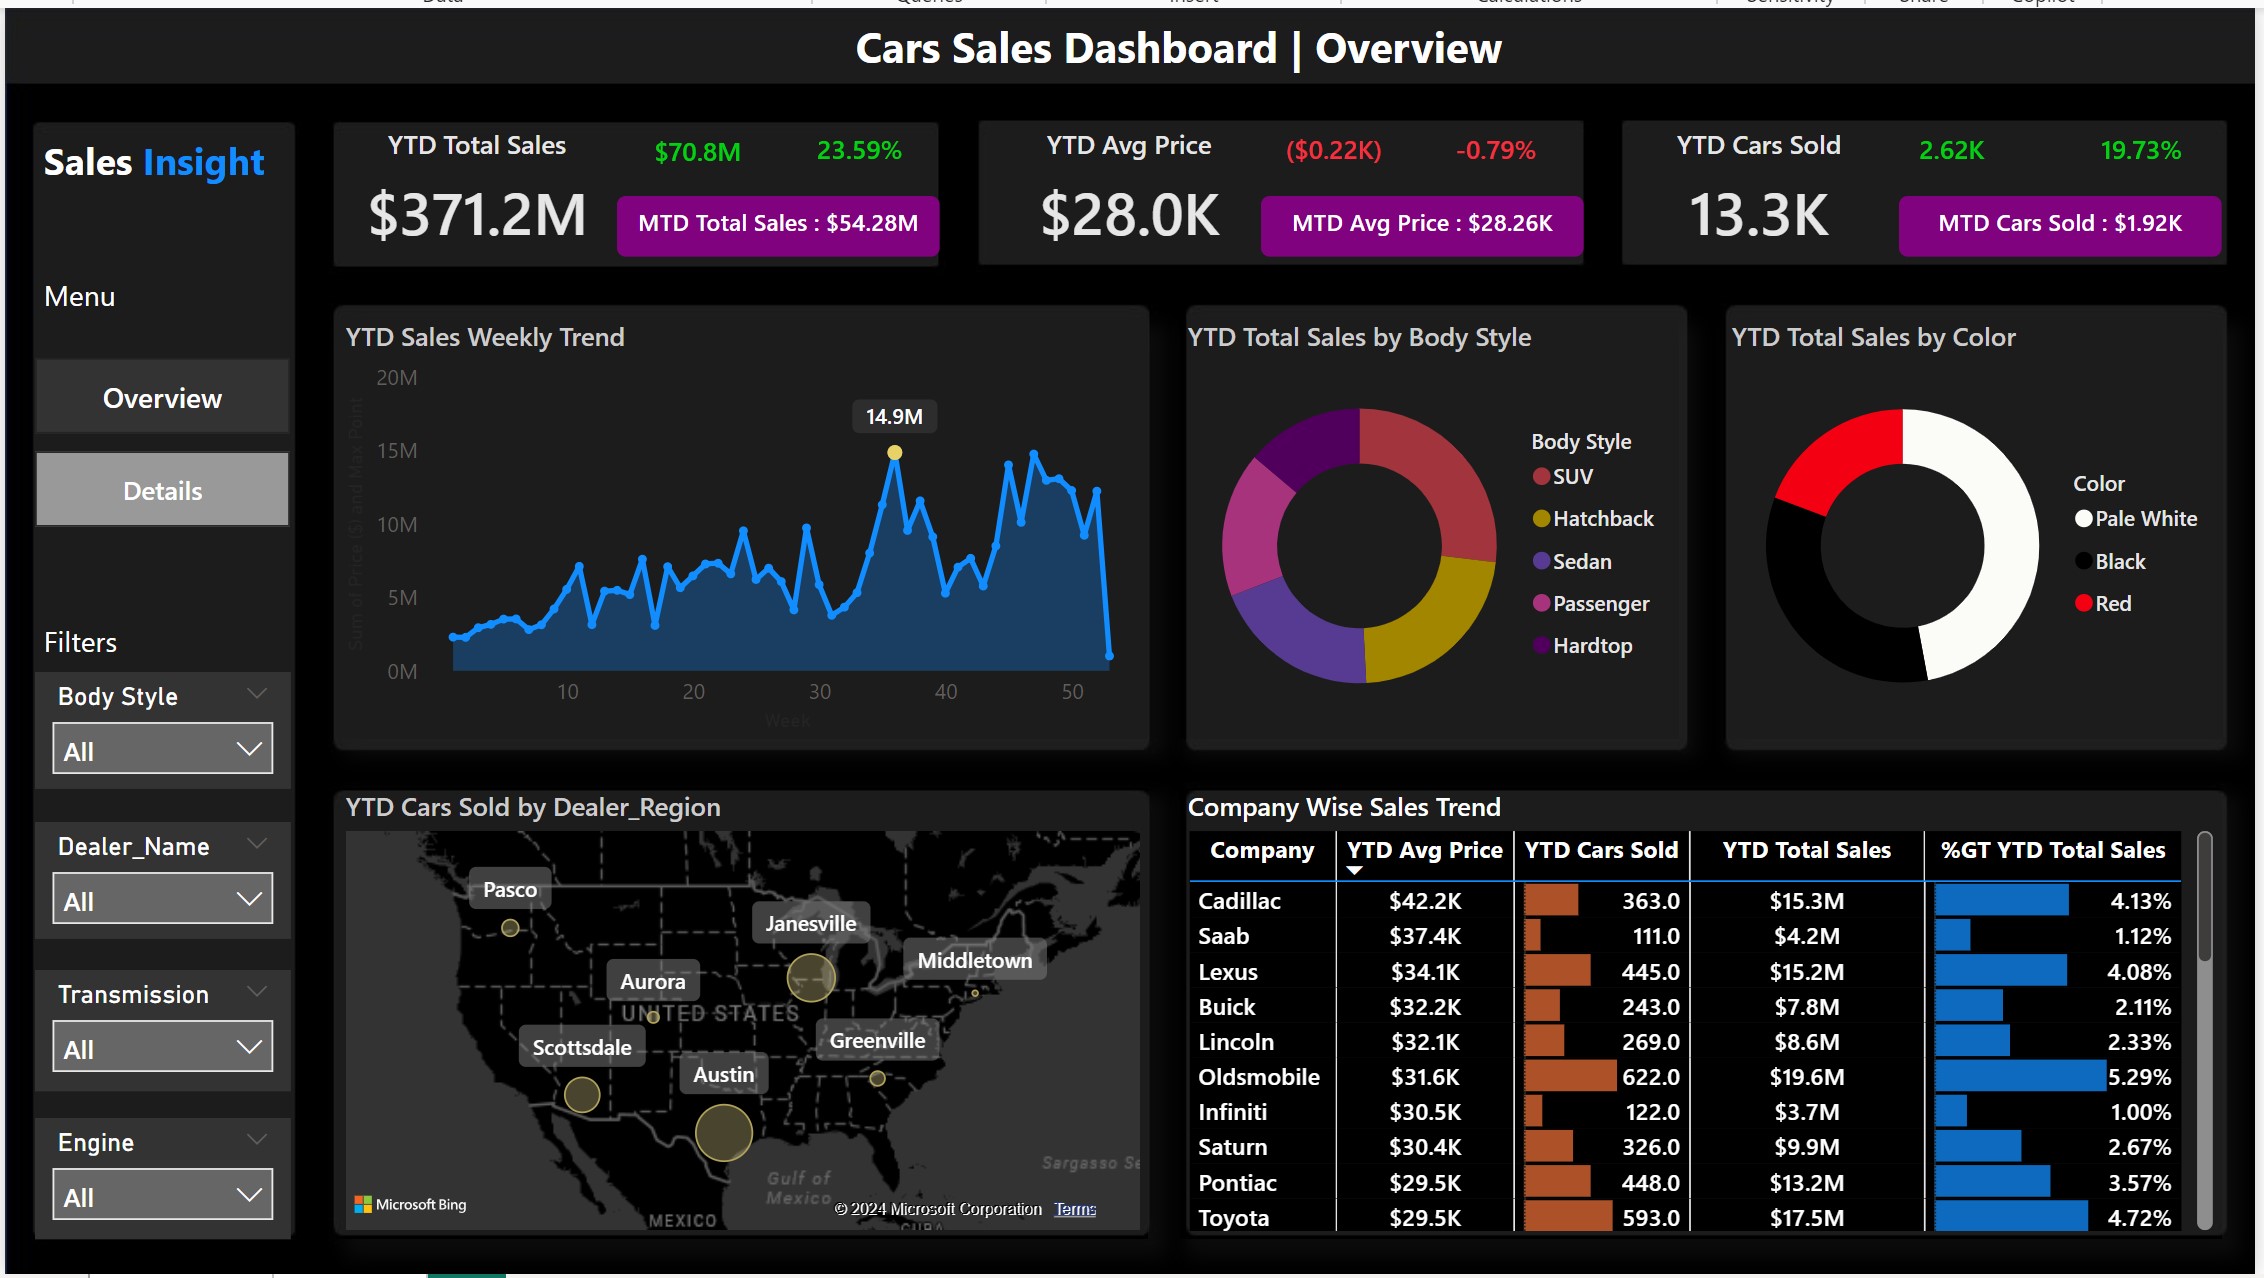 Cars Sales Dashboard | Overview
Sales Insight
Menu
Overview
Details
Filters
Body Style
All
Dealer_Name
All
Transmission
All
Engine
All
YTD Total Sales
$70.8M
23.59%
$371.2M
MTD Total Sales : $54.28M
YTD Avg Price
($0.22K)
-0.79%
$28.0K
MTD Avg Price : $28.26K
YTD Cars Sold
2.62K
19.73%
13.3K
MTD Cars Sold : $1.92K
YTD Sales Weekly Trend
Sum of Price ($) and Max Point
20M
15M
10M
5M
0M
14.9M
10 20 30 40 50
Week
YTD Total Sales by Body Style
Body Style
SUV
Hatchback
Sedan
Passenger
Hardtop
YTD Total Sales by Color
Color
Pale White
Black
Red
YTD Cars Sold by Dealer_Region
Pasco
Janesville
Middletown
Aurora
UNITED STATES
Scottsdale
Greenville
Austin
Gulf of
Mexico
MEXICO
Microsoft Bing
© 2024 Microsoft Corporation Terms
CUBA
Company Wise Sales Trend
Company YTD Avg Price YTD Cars Sold YTD Total Sales %GT YTD Total Sales
Cadillac $42.2K 363.0 $15.3M 4.13%
Saab $37.4K 111.0 $4.2M 1.12%
Lexus $34.1K 445.0 $15.2M 4.08%
Buick $32.2K 243.0 $7.8M 2.11%
Lincoln $32.1K 269.0 $8.6M 2.33%
Oldsmobile $31.6K 622.0 $19.6M 5.29%
Infiniti $30.5K 122.0 $3.7M 1.00%
Saturn $30.4K 326.0 $9.9M 2.67%
Pontiac $29.5K 448.0 $13.2M 3.57%
Toyota $29.5K 593.0 $17.5M 4.72%